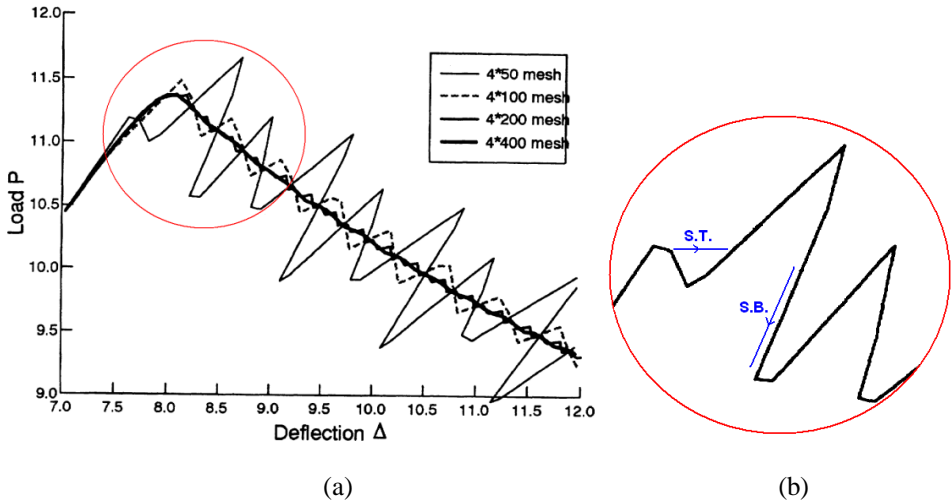 12.0
11.5
11.0
10.5
10.0
9.5
9.0
Load P
7.0 7.5 8.0 8.5 9.0 9.5 10.0 10.5 11.0 11.5 12.0
Deflection Δ
4*50 mesh
4*100 mesh
4*200 mesh
4*400 mesh
S.T.
S.B.
(a)
(b)